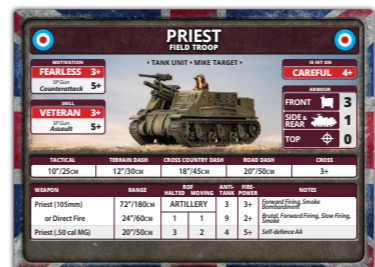 PRIEST
FIELD TROOP
• TANK UNIT • MIKE TARGET •
MOTIVATION
FEARLESS 3+
SP Gun
Counterattack 5+
SKILL
VETERAN 3+
SP Gun
Assault 5+
IS HIT ON
CAREFUL 4+
ARMOUR
FRONT 3
SIDE & REAR 1
TOP 0
TACTICAL TERRAIN DASH CROSS COUNTRY DASH ROAD DASH CROSS
10"/25CM 12"/30CM 18"/45CM 20"/50CM 3+
WEAPON RANGE ROF HALTED MOVING ANTI-TANK FIRE-POWER NOTES
Priest (105mm) 72"/180CM ARTILLERY 3 3+ Forward Firing, Smoke Bombardment
or Direct Fire 24"/60CM 1 1 9 2+ Brutal, Forward Firing, Slow Firing, Smoke
Priest (.50 cal MG) 20"/50CM 3 2 4 5+ Self-defence AA